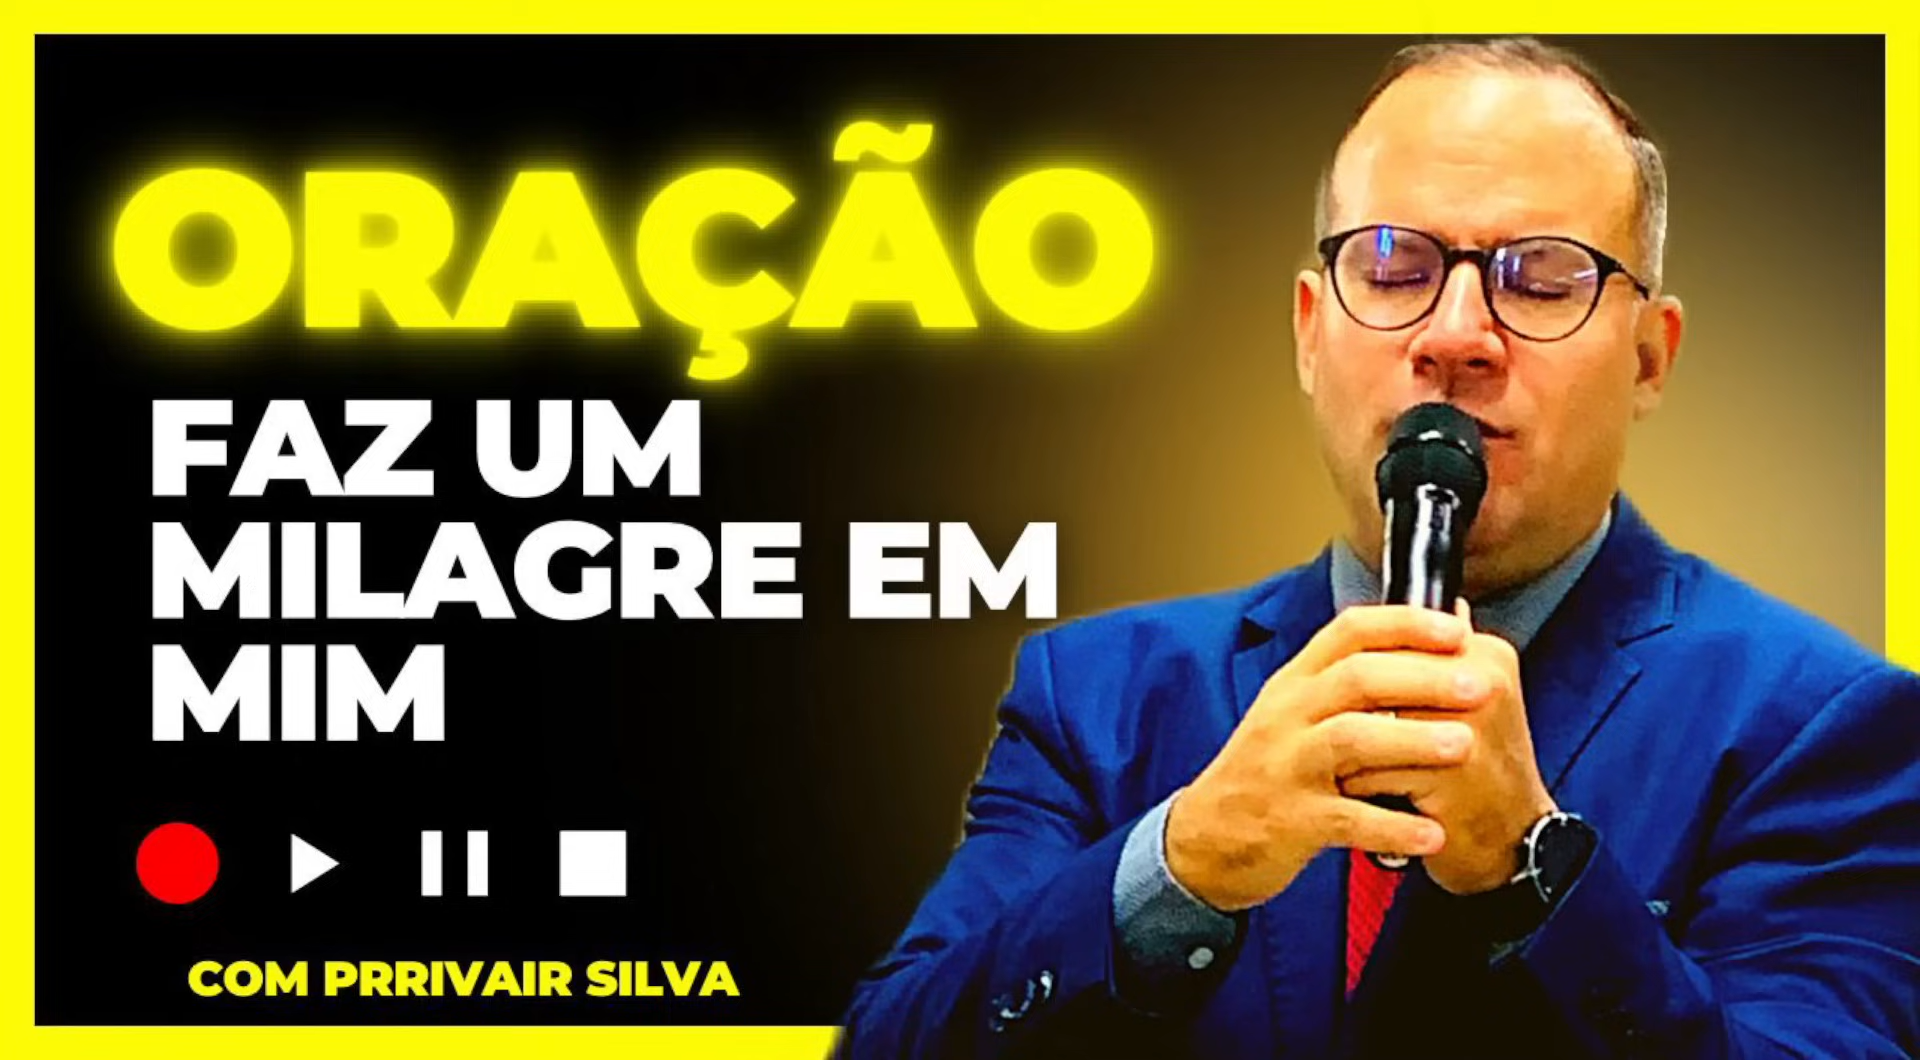 ORAÇÃO
FAZ UM
MILAGRE EM
MIM
COM PRRIVAIR SILVA